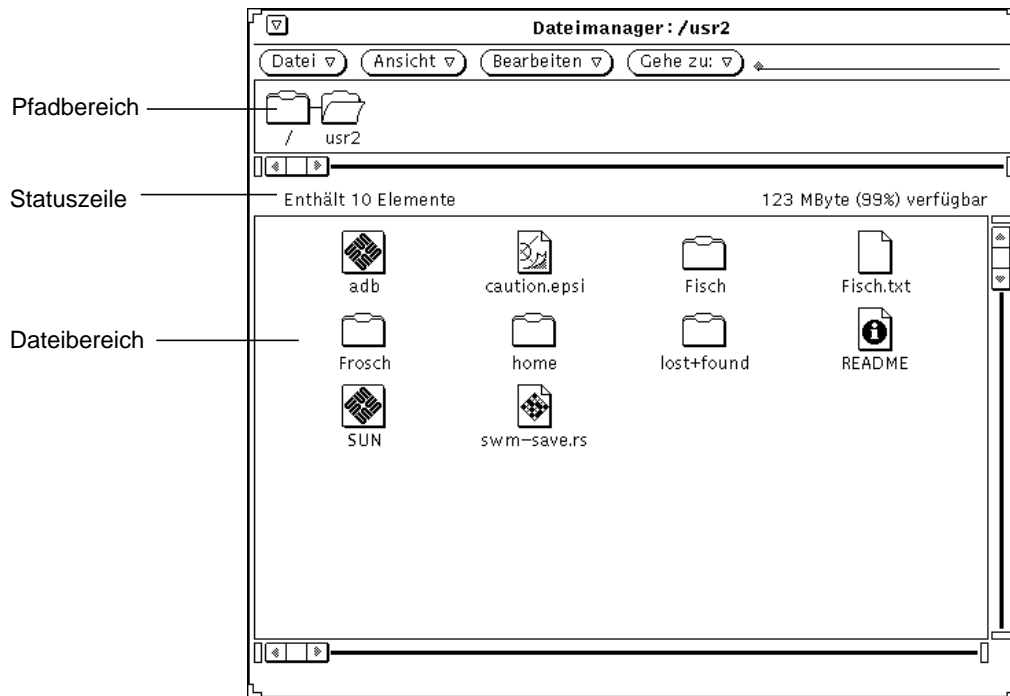 Dateimanager: /usr2
Datei Ansicht Bearbeiten Gehe zu:
Pfadbereich
/ usr2
Statuszeile
Enthält 10 Elemente 123 MByte (99%) verfügbar
adb caution.epsi Fisch Fisch.txt
Dateibereich
Frosch home lost+found README
SUN swm-save.rs